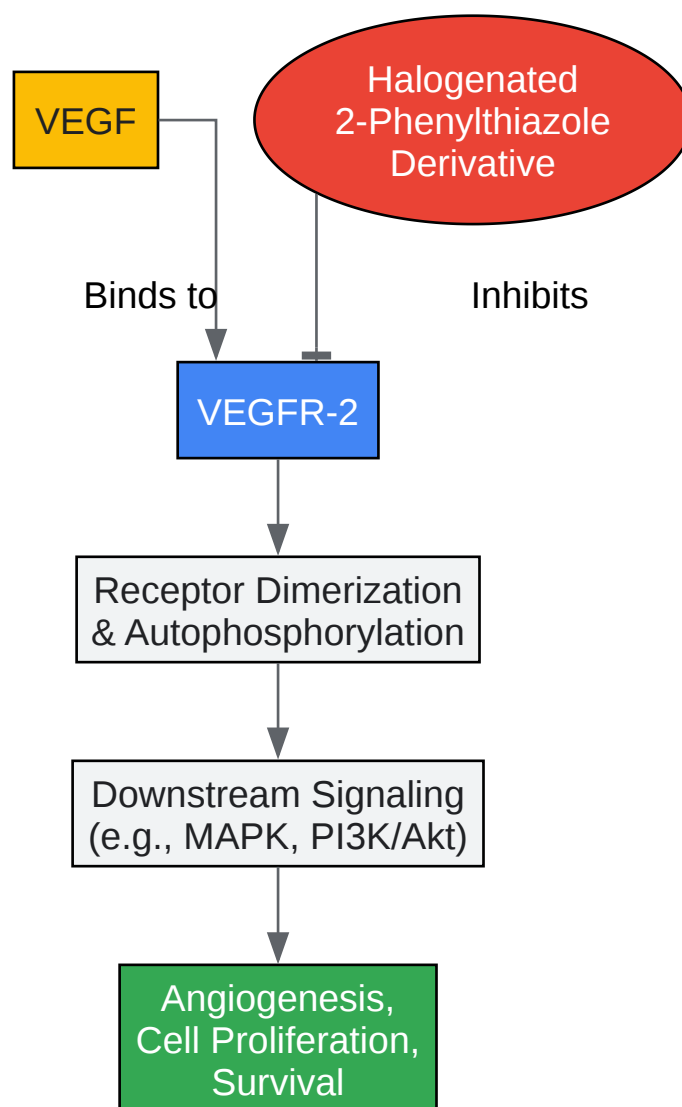 VEGF
Halogenated
2-Phenylthiazole
Derivative
Binds to
Inhibits
VEGFR-2
Receptor Dimerization
& Autophosphorylation
Downstream Signaling
(e.g., MAPK, PI3K/Akt)
Angiogenesis,
Cell Proliferation,
Survival